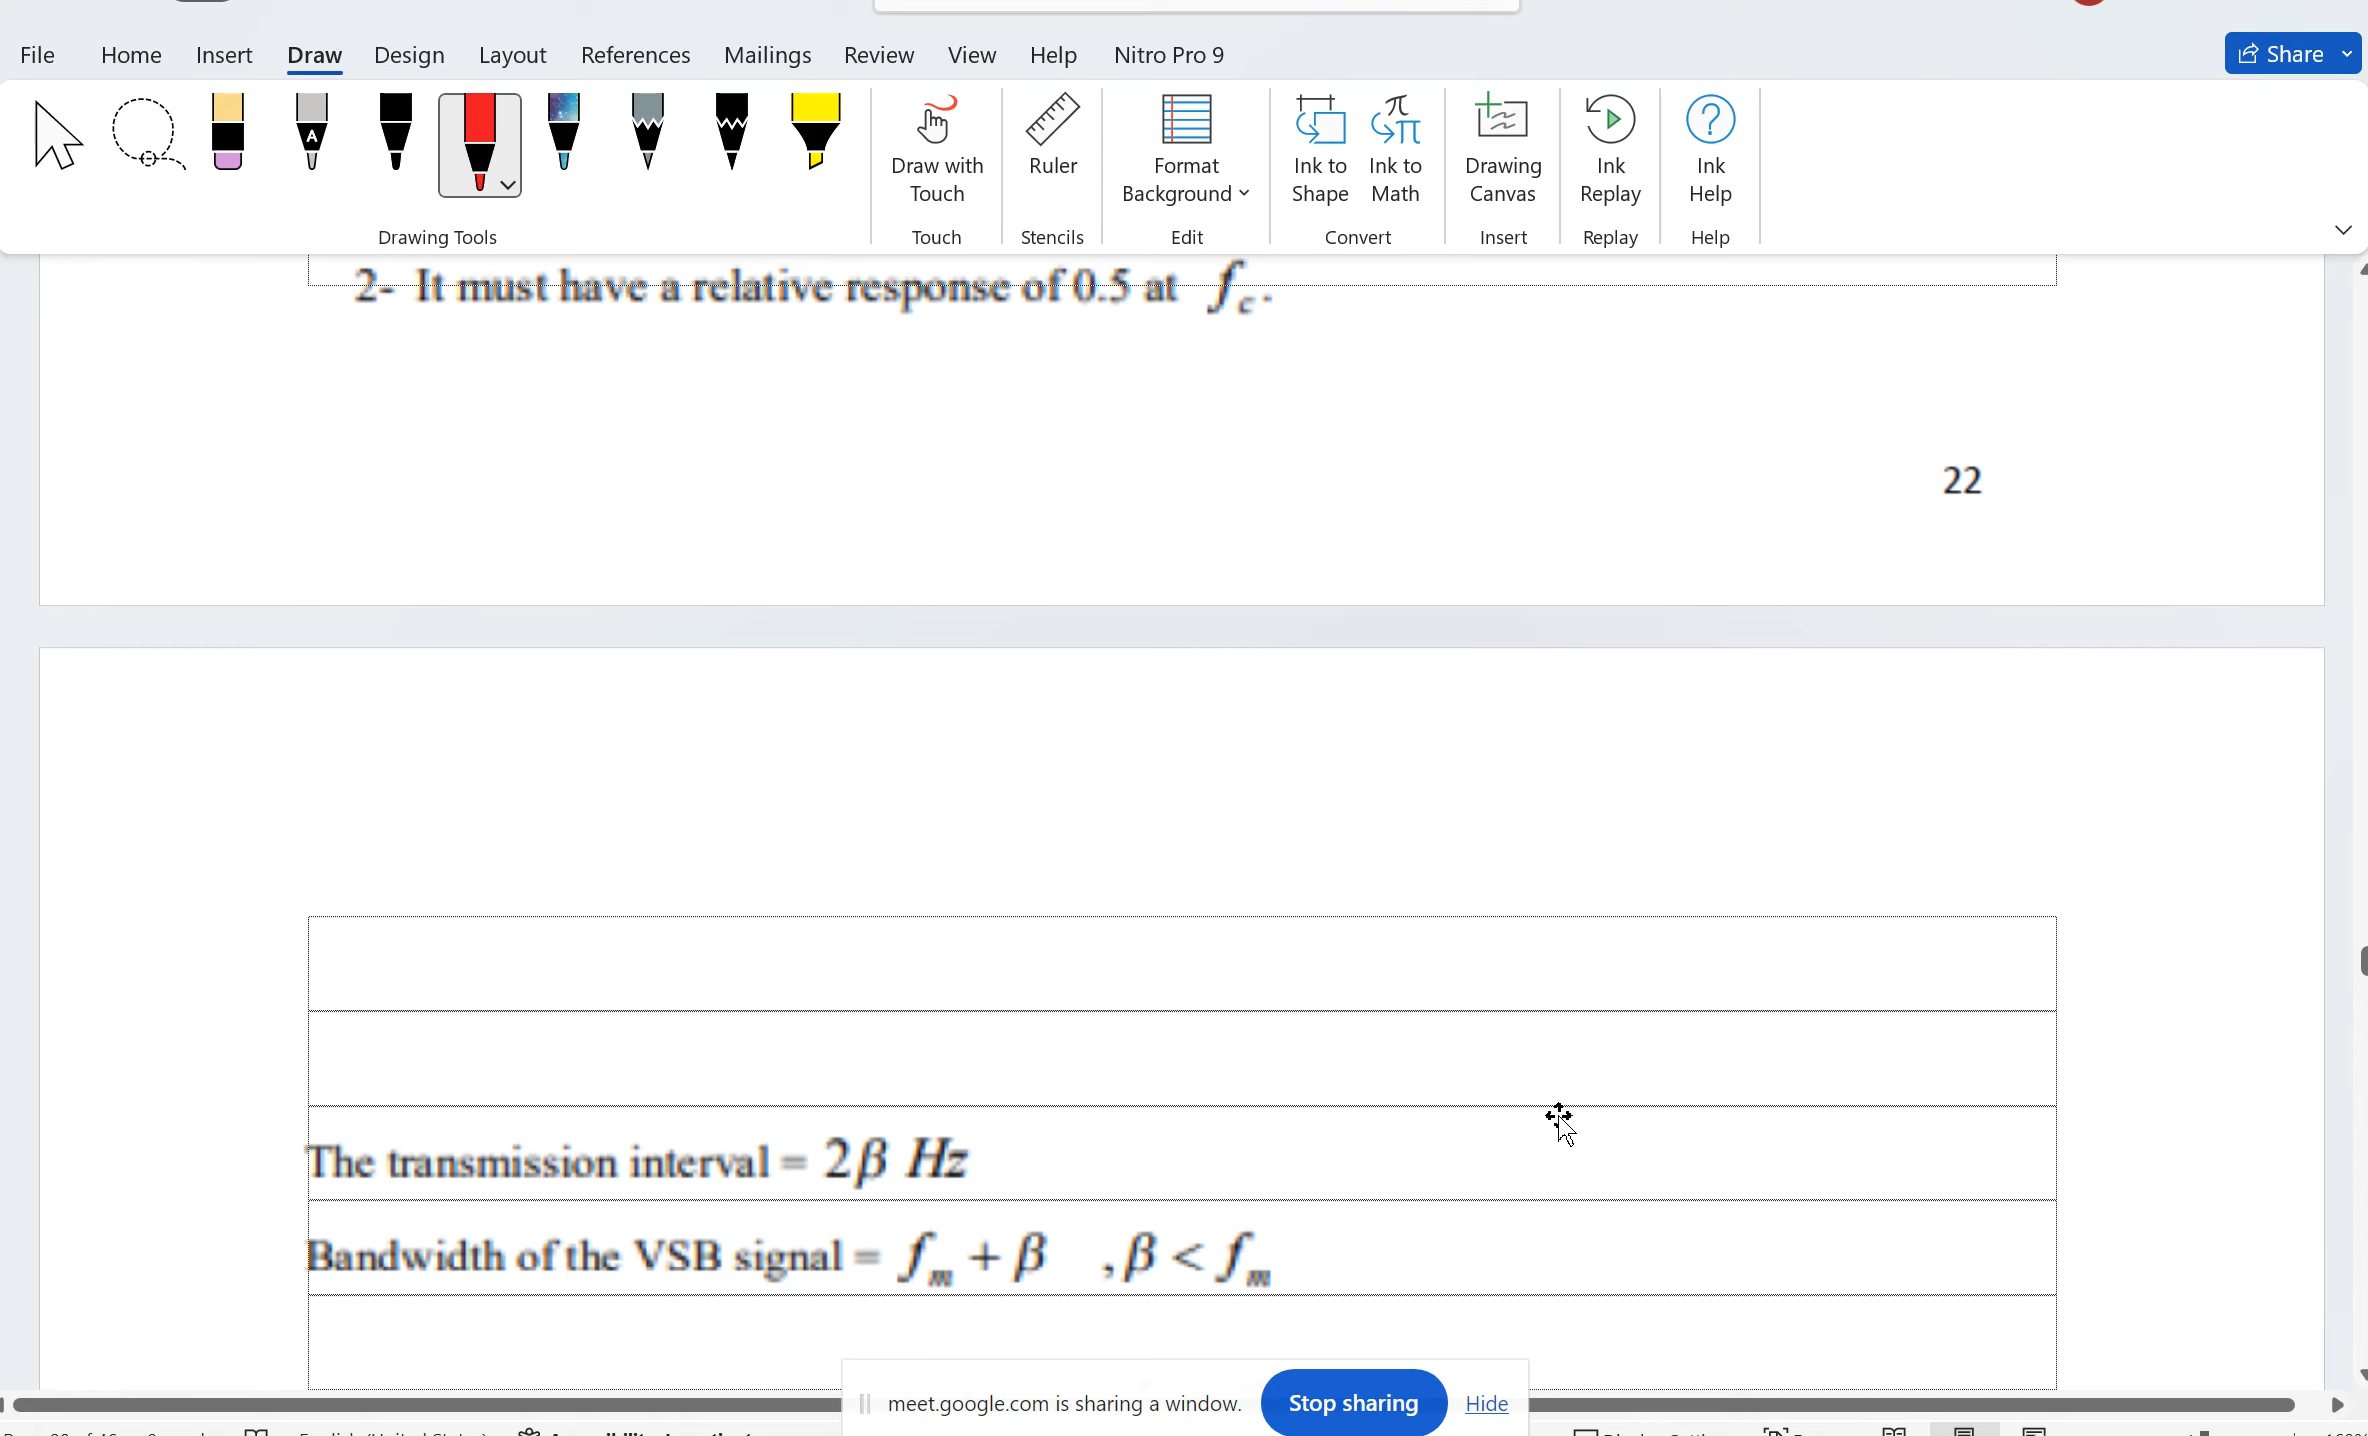 File Home Insert Draw Design Layout References Mailings Review View Help Nitro Pro 9 Share
A
Draw with Touch
Ruler
Format Background
Ink to Shape
Ink to Math
Drawing Canvas
Ink Replay
Ink Help
Drawing Tools Touch Stencils Edit Convert Insert Replay Help
2- It must have a relative response of 0.5 at f_c.
22
The transmission interval = 2β Hz
Bandwidth of the VSB signal = f_m + β , β < f_m
meet.google.com is sharing a window. Stop sharing Hide